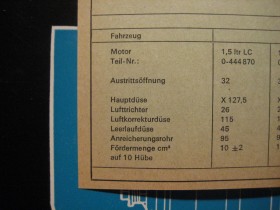 Fahrzeug
Motor 1,5 ltr LC
Teil-Nr.: 0-444670
Austrittsöffnung 32
Hauptdüse X 127,5
Lufttrichter 26
Luftkorrekturdüse 115
Leerlaufdüse 45
Anreicherungsrohr 95
Fördermenge cm³ 10 ±2
auf 10 Hübe